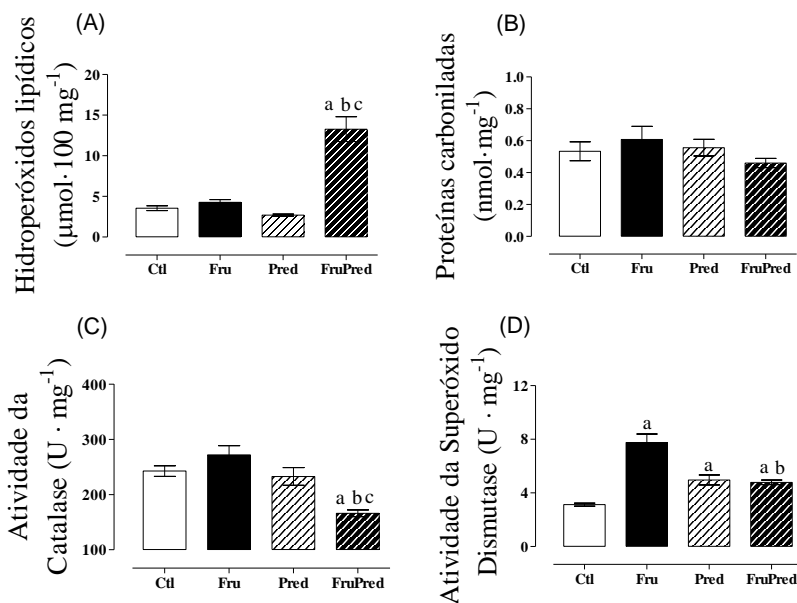 (A)
Hidroperóxidos lipídicos
(µmol·100 mg⁻¹)
20
15
10
5
0
a b c
Ctl Fru Pred FruPred
(B)
Proteínas carboniladas
(nmol·mg⁻¹)
1.0
0.8
0.6
0.4
0.2
0.0
Ctl Fru Pred FruPred
(C)
Atividade da
Catalase (U · mg⁻¹)
400
300
200
100
a b c
Ctl Fru Pred FruPred
(D)
Atividade da Superóxido
Dismutase (U · mg⁻¹)
12
8
4
0
a
a
a b
Ctl Fru Pred FruPred